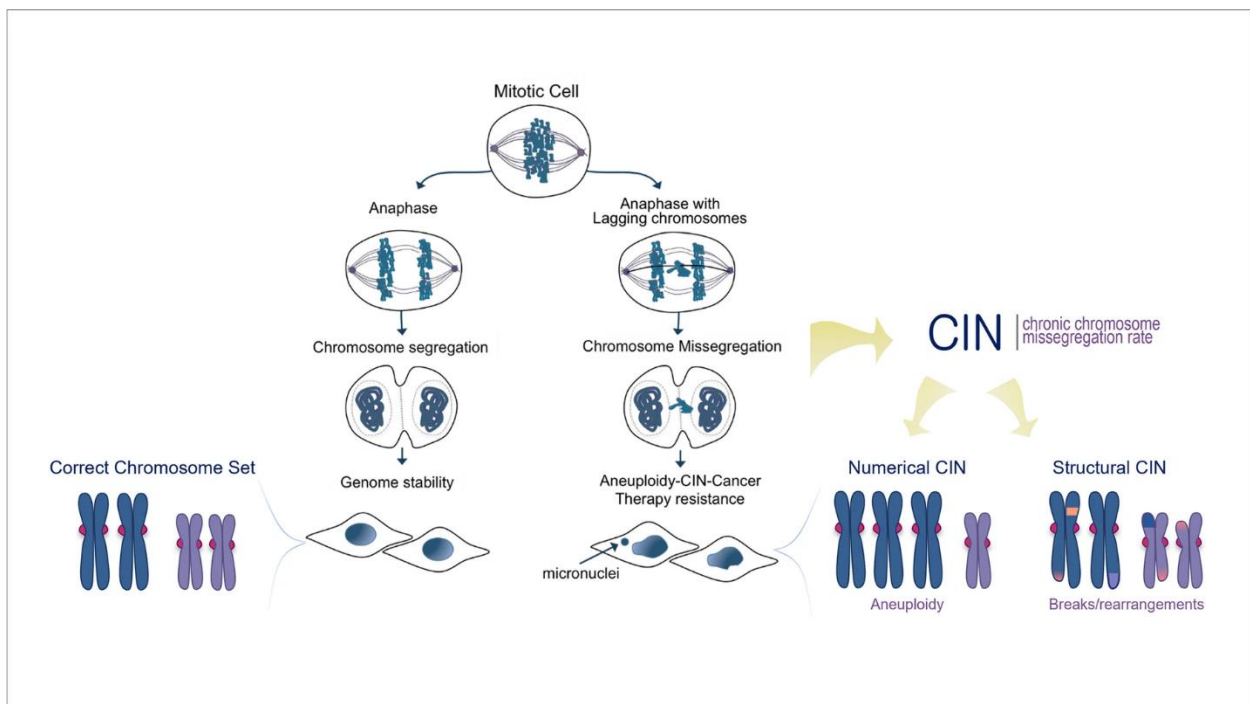 Mitotic Cell
Anaphase
Anaphase with
Lagging chromosomes
Chromosome segregation
Chromosome Missegregation
CIN
chronic chromosome
missegregation rate
Correct Chromosome Set
Genome stability
Aneuploidy-CIN-Cancer
Therapy resistance
micronuclei
Numerical CIN
Structural CIN
Aneuploidy
Breaks/rearrangements